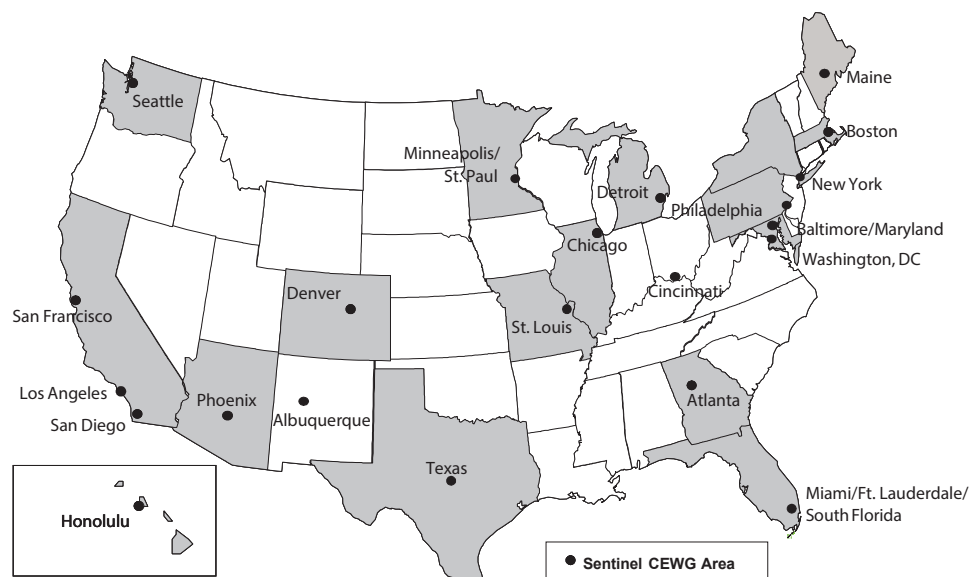 Maine
Seattle
Boston
Minneapolis/
St. Paul
New York
Detroit
Philadelphia
Baltimore/Maryland
Chicago
Washington, DC
Cincinnati
Denver
San Francisco
St. Louis
Los Angeles
Phoenix
Atlanta
San Diego
Albuquerque
Texas
Miami/Ft. Lauderdale/
South Florida
Honolulu
Sentinel CEWG Area